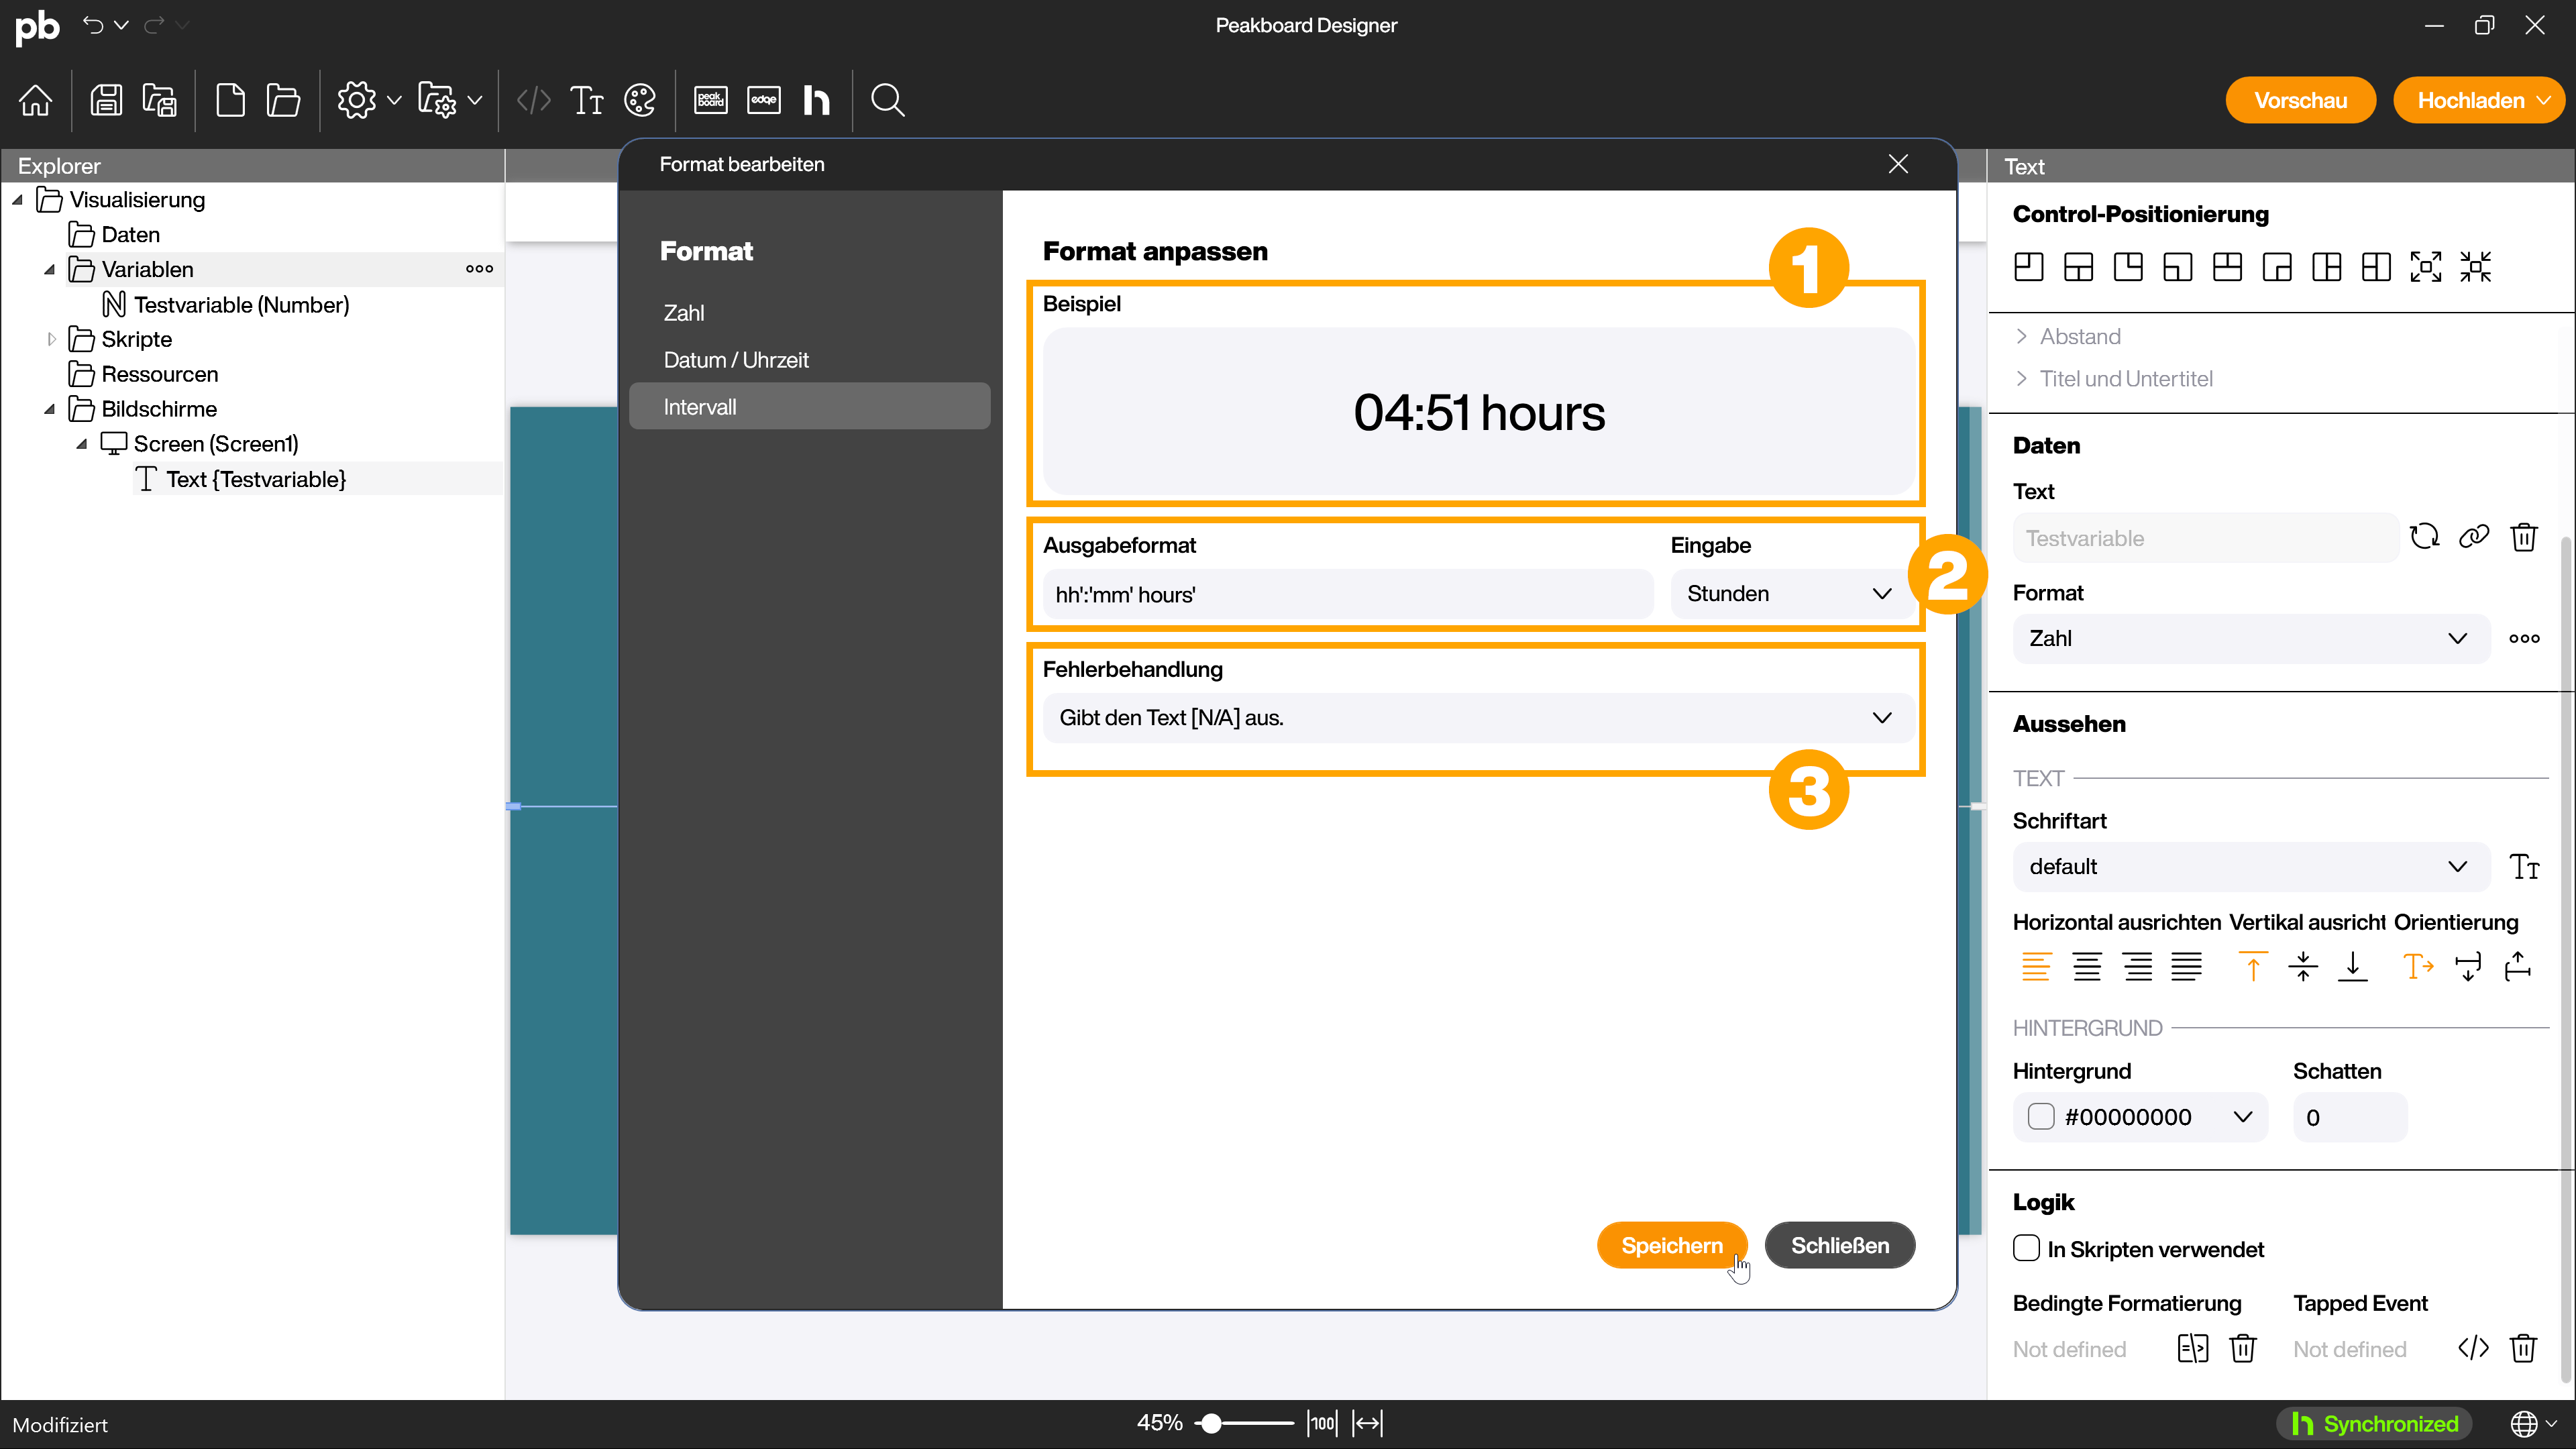 pb
Peakboard Designer
peak board
edge
h
Vorschau
Hochladen
Explorer
Visualisierung
Daten
Variablen
Testvariable (Number)
Skripte
Ressourcen
Bildschirme
Screen (Screen1)
Text {Testvariable}
Format bearbeiten
Format
Zahl
Datum / Uhrzeit
Intervall
Format anpassen
1
Beispiel
04:51 hours
Ausgabeformat
Eingabe
hh':'mm' hours'
Stunden
2
Fehlerbehandlung
Gibt den Text [N/A] aus.
3
Speichern
Schließen
Text
Control-Positionierung
Abstand
Titel und Untertitel
Daten
Text
Testvariable
Format
Zahl
Aussehen
TEXT
Schriftart
default
Horizontal ausrichten Vertikal ausricht Orientierung
HINTERGRUND
Hintergrund
Schatten
#00000000
0
Logik
In Skripten verwendet
Bedingte Formatierung
Tapped Event
Not defined
Not defined
Modifiziert
45%
100
h Synchronized